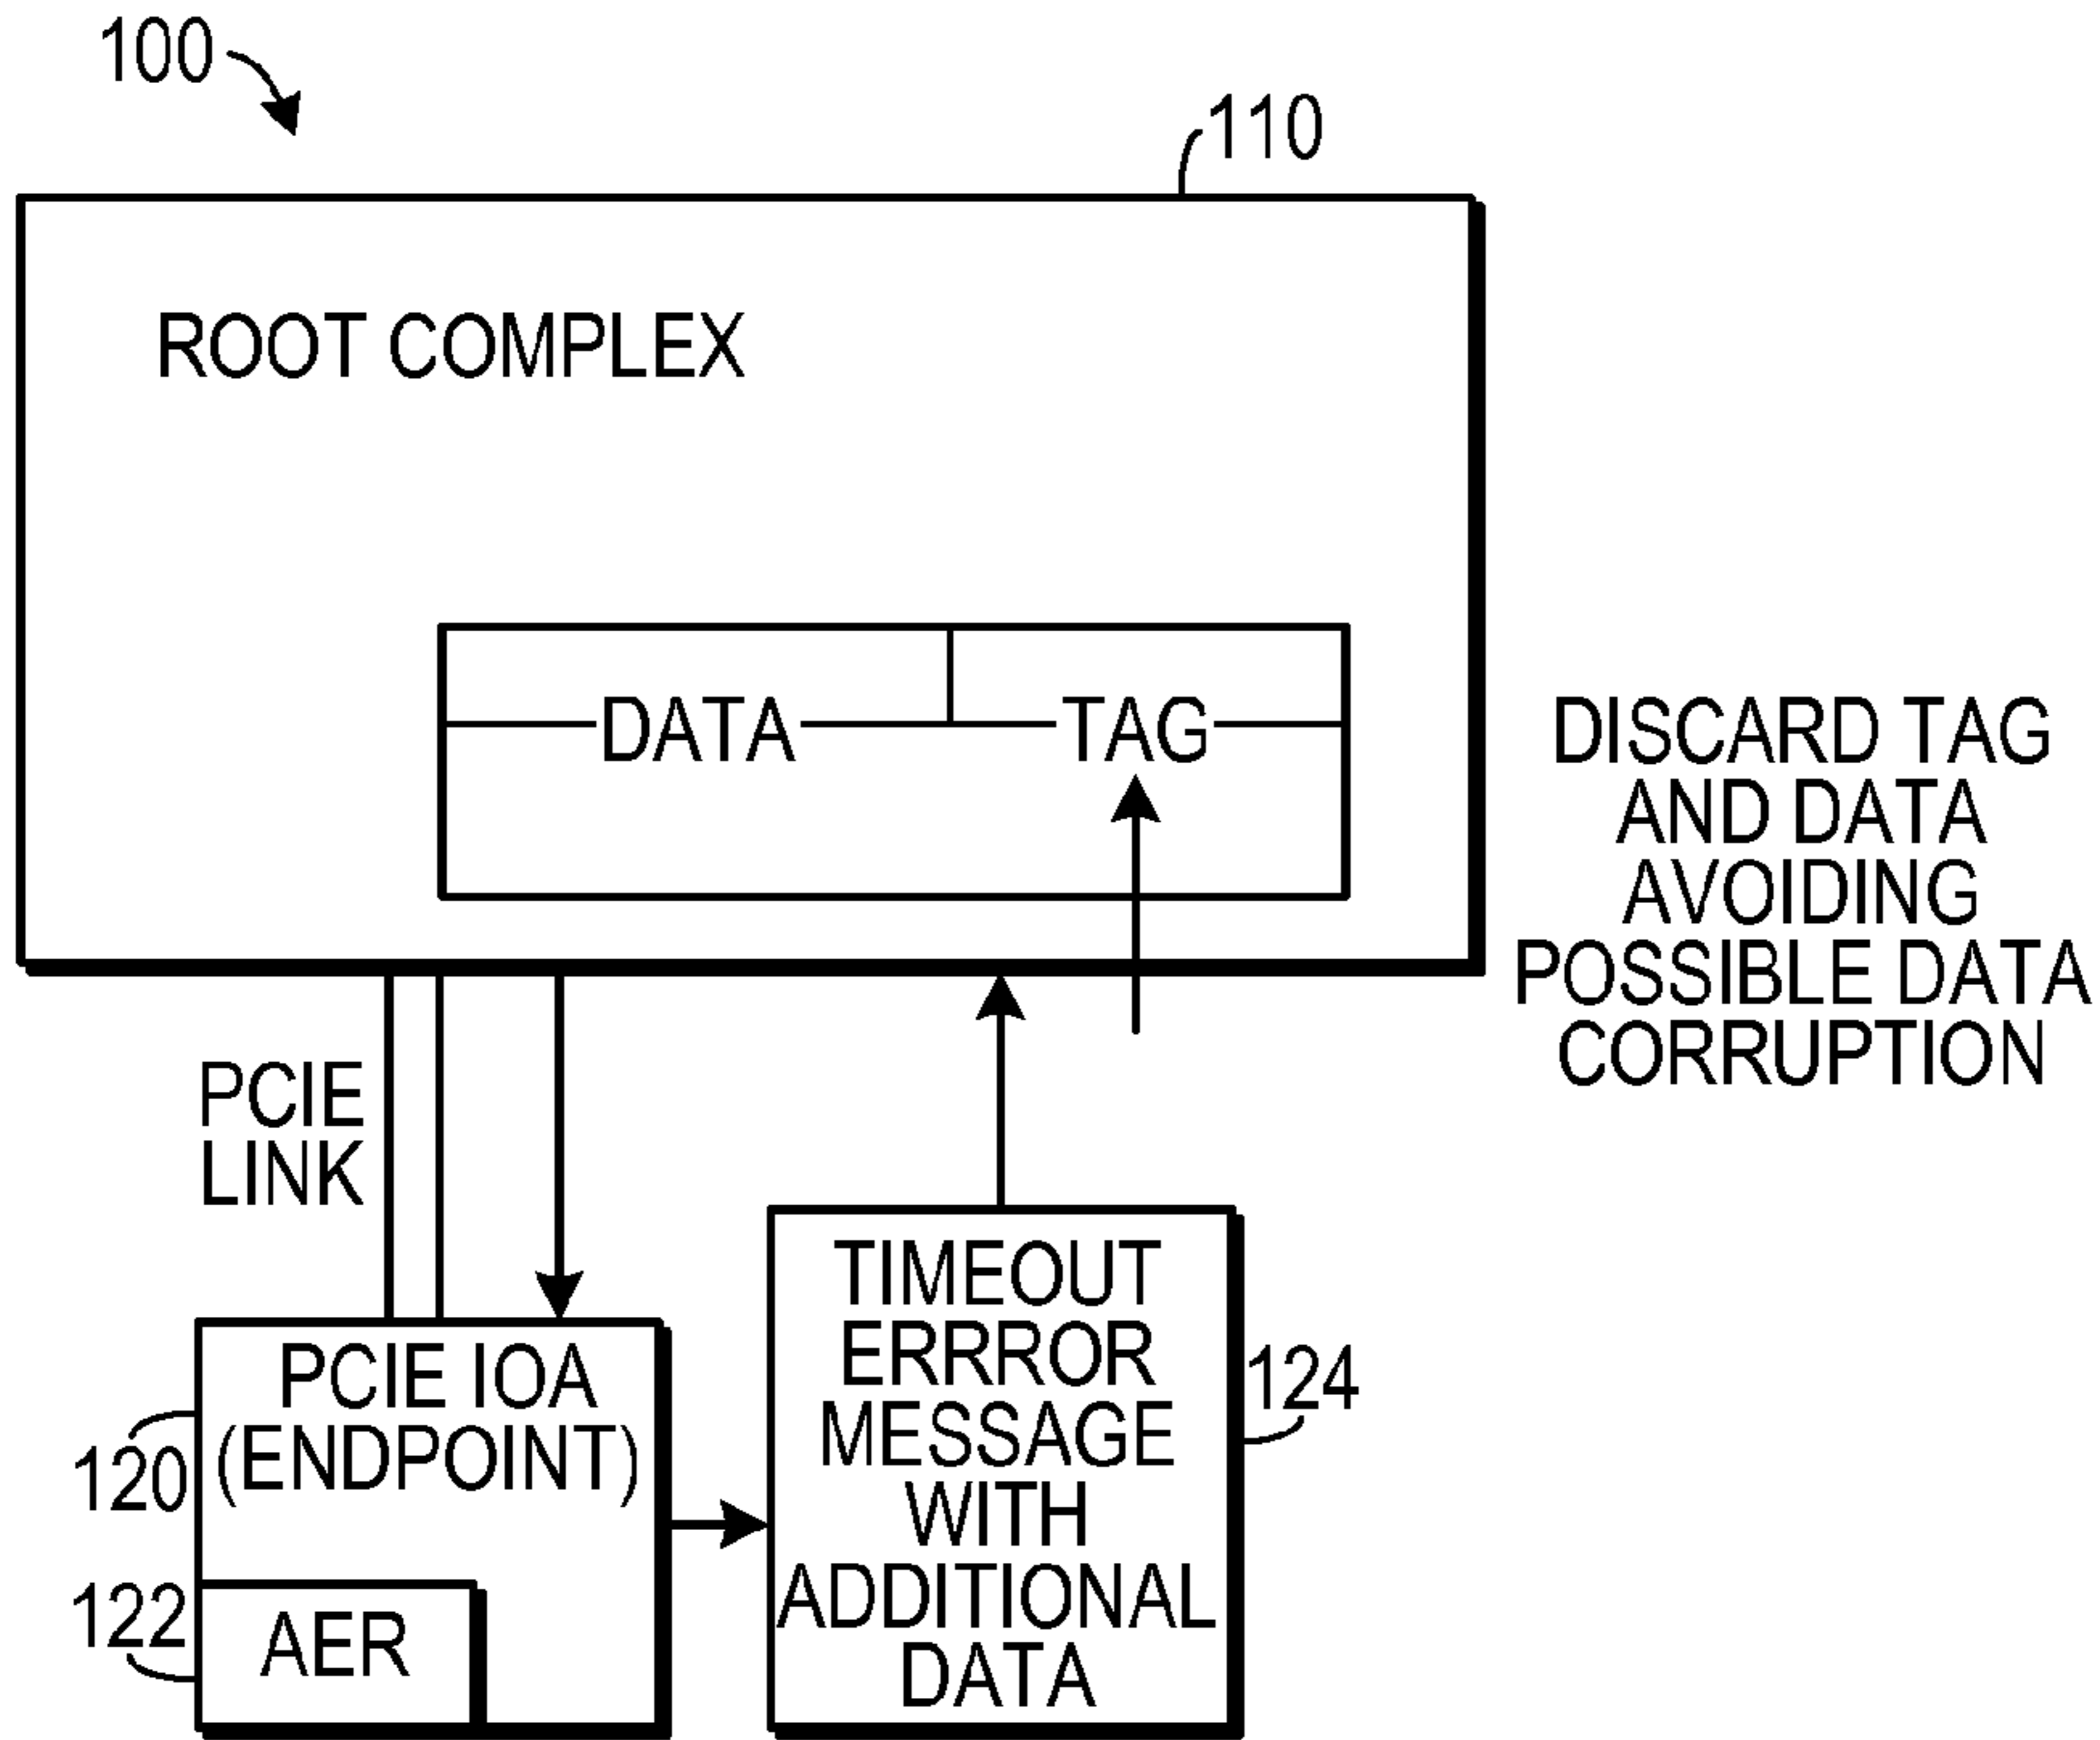 100
110
ROOT COMPLEX
DATA
TAG
DISCARD TAG
AND DATA
AVOIDING
POSSIBLE DATA
CORRUPTION
PCIE
LINK
PCIE IOA
(ENDPOINT)
120
122
AER
TIMEOUT
ERRROR
MESSAGE
WITH
ADDITIONAL
DATA
124